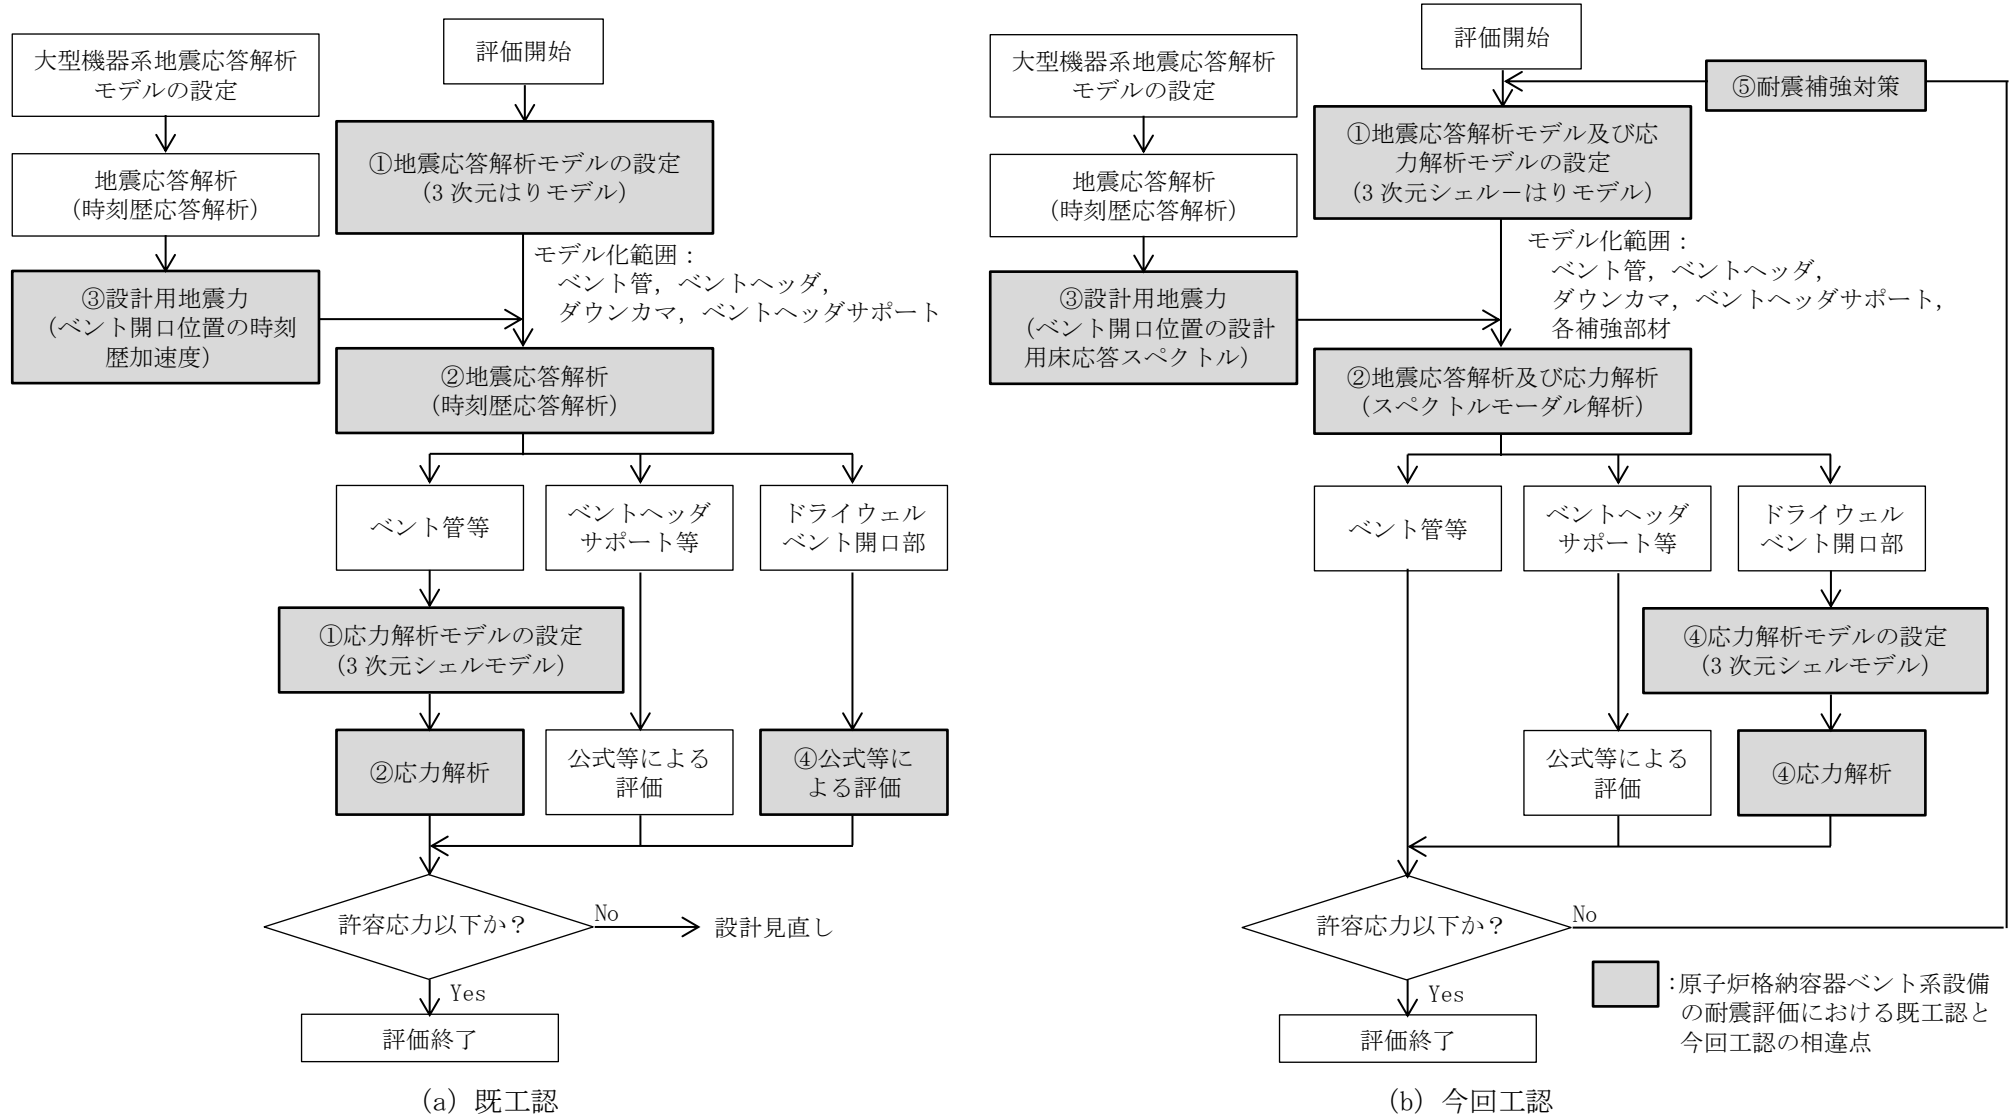 評価開始
大型機器系地震応答解析
モデルの設定
地震応答解析
（時刻歴応答解析）
③設計用地震力
（ベント開口位置の時刻
歴加速度）
①地震応答解析モデルの設定
（3 次元はりモデル）
モデル化範囲：
ベント管，ベントヘッダ，
ダウンカマ，ベントヘッダサポート
②地震応答解析
（時刻歴応答解析）
ベント管等
ベントヘッダ
サポート等
ドライウェル
ベント開口部
①応力解析モデルの設定
（3 次元シェルモデル）
②応力解析
公式等による
評価
④公式等に
よる評価
許容応力以下か？
No
設計見直し
Yes
評価終了
(a) 既工認
評価開始
大型機器系地震応答解析
モデルの設定
地震応答解析
（時刻歴応答解析）
③設計用地震力
（ベント開口位置の設計
用床応答スペクトル）
⑤耐震補強対策
①地震応答解析モデル及び応
力解析モデルの設定
（3 次元シェル－はりモデル）
モデル化範囲：
ベント管，ベントヘッダ，
ダウンカマ，ベントヘッダサポート，
各補強部材
②地震応答解析及び応力解析
（スペクトルモーダル解析）
ベント管等
ベントヘッダ
サポート等
ドライウェル
ベント開口部
④応力解析モデルの設定
（3 次元シェルモデル）
公式等による
評価
④応力解析
許容応力以下か？
No
Yes
評価終了
：原子炉格納容器ベント系設備
の耐震評価における既工認と
今回工認の相違点
(b) 今回工認